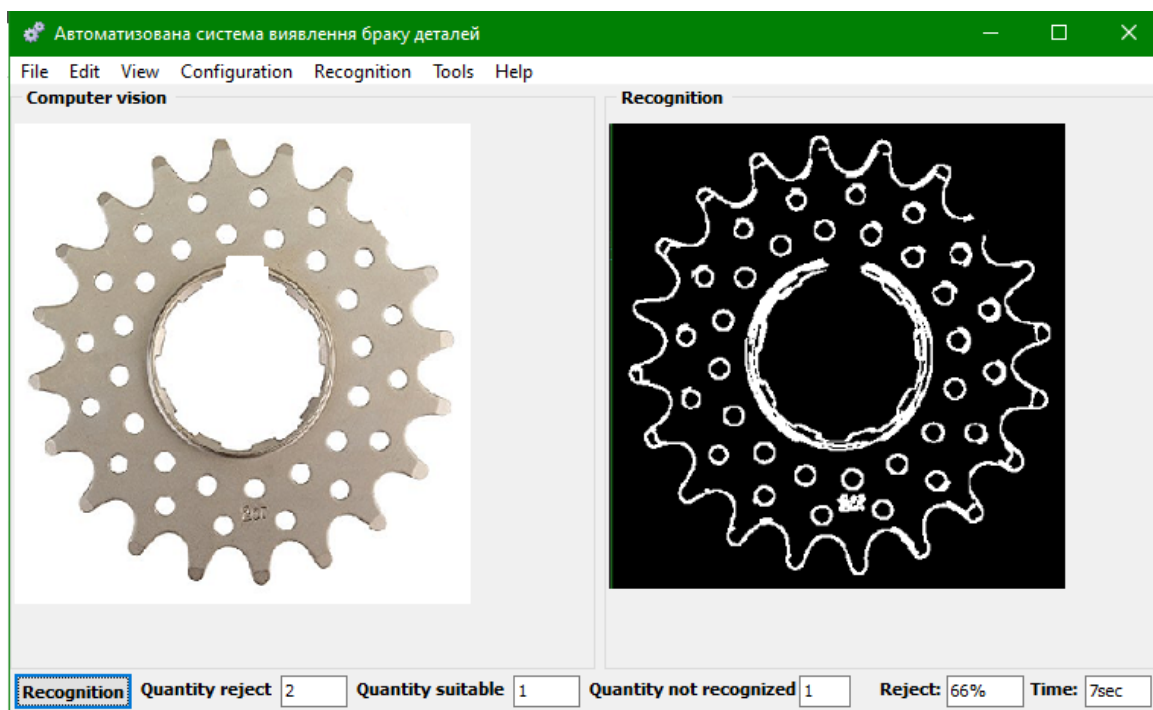 Автоматизована система виявлення браку деталей
File Edit View Configuration Recognition Tools Help
Computer vision
Recognition
Recognition Quantity reject 2 Quantity suitable 1 Quantity not recognized 1 Reject: 66% Time: 7sec